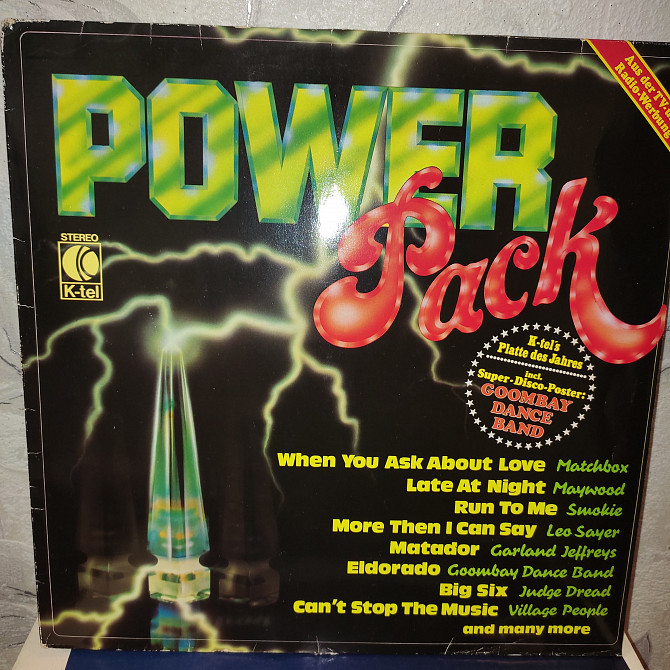 Aus der TV-u
Radio-Werbung
POWER
Pack
STEREO
K
K-tel
K-tel's
Platte des Jahres
incl.
Super-Disco-Poster:
GOOMBAY
DANCE
BAND
When You Ask About Love Matchbox
Late At Night Maywood
Run To Me Smokie
More Then I Can Say Leo Sayer
Matador Garland Jeffreys
Eldorado Goombay Dance Band
Big Six Judge Dread
Can't Stop The Music Village People
and many more